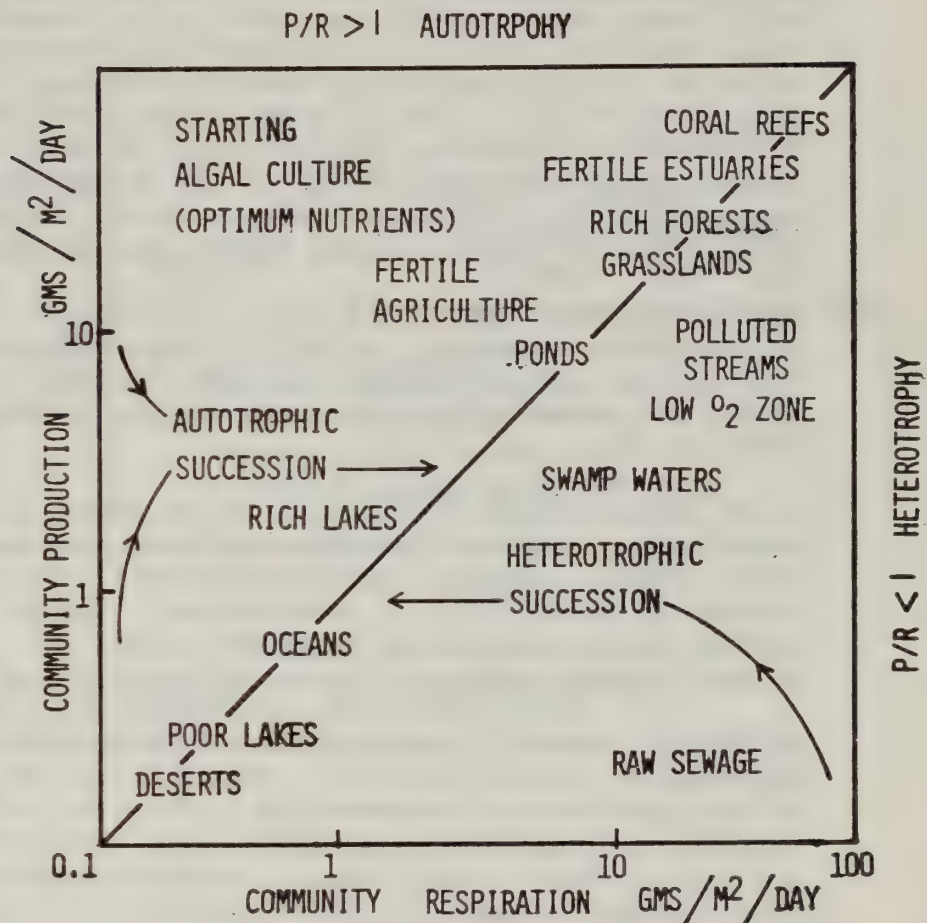 P/R > 1 AUTOTRPOHY
STARTING
ALGAL CULTURE
(OPTIMUM NUTRIENTS)
CORAL REEFS
FERTILE ESTUARIES
RICH FORESTS
GRASSLANDS
FERTILE
AGRICULTURE
PONDS
POLLUTED
STREAMS
LOW O2 ZONE
AUTOTROPHIC
SUCCESSION
RICH LAKES
SWAMP WATERS
HETEROTROPHIC
SUCCESSION
OCEANS
POOR LAKES
DESERTS
RAW SEWAGE
COMMUNITY PRODUCTION GMS/M2/DAY
10
1
P/R < 1 HETEROTROPHY
0.1 1 10 100
COMMUNITY RESPIRATION GMS/M2/DAY